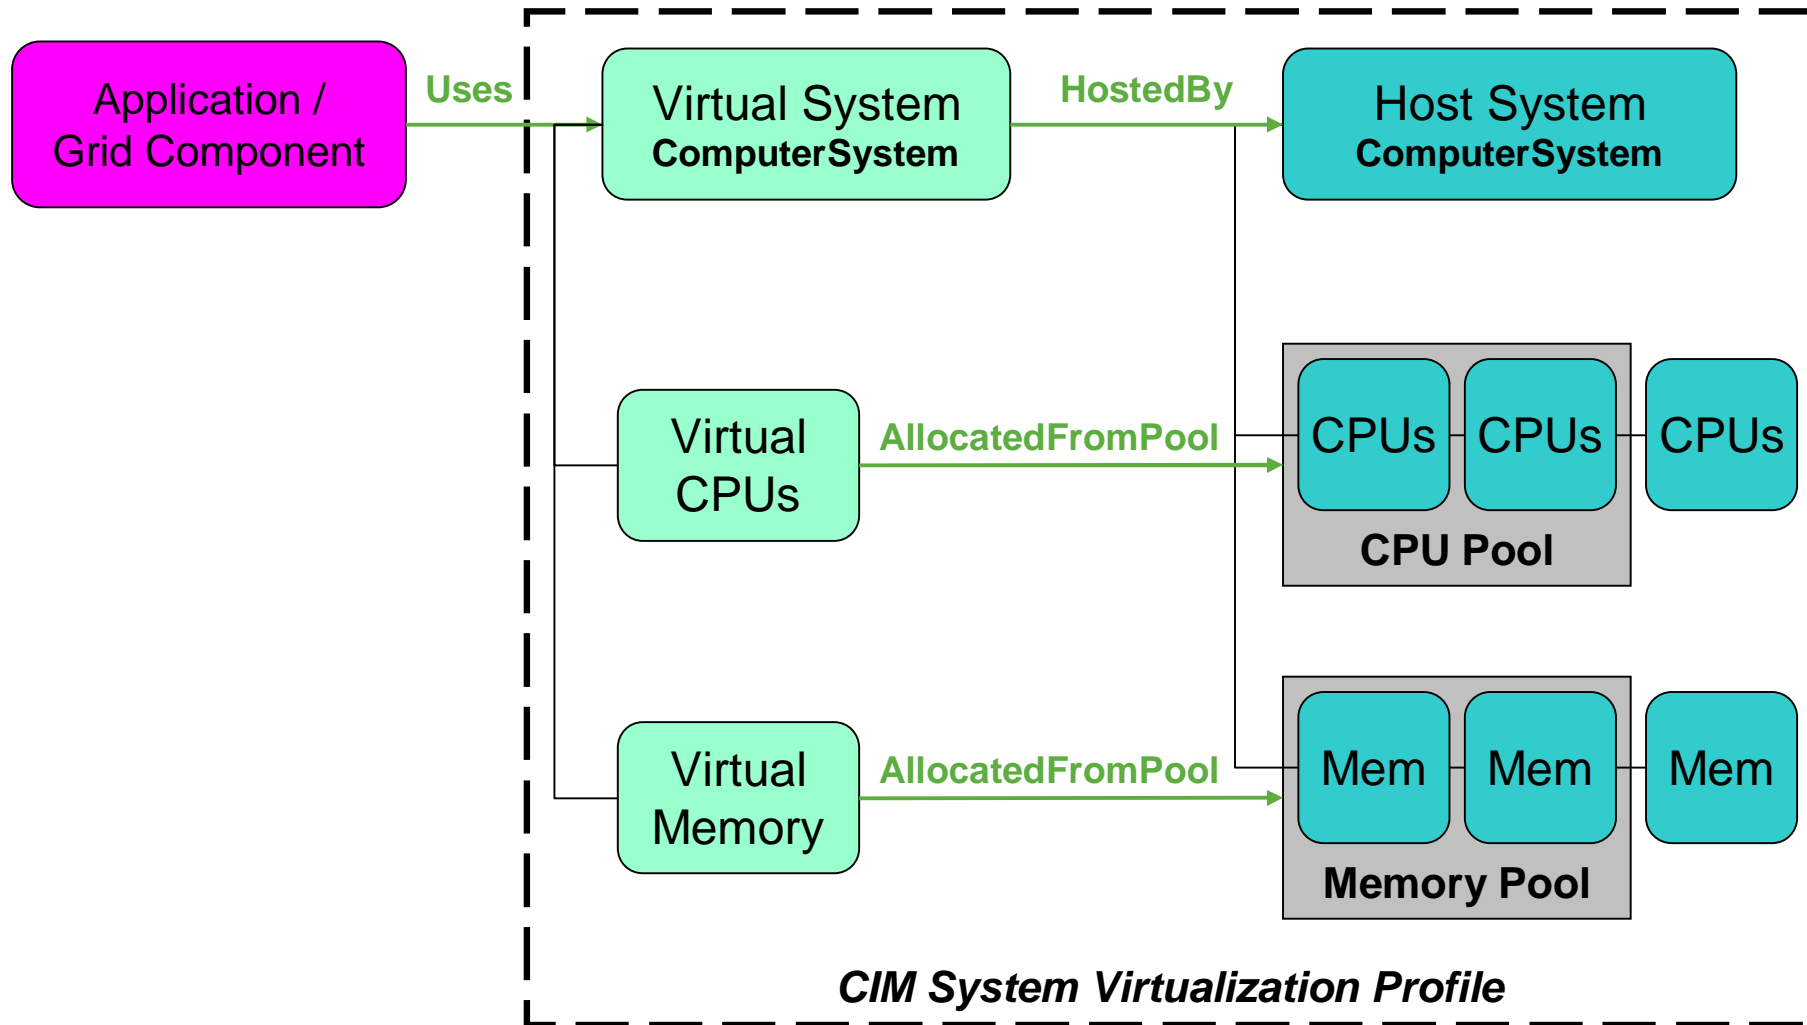 Application /
Grid Component
Uses
Virtual System
ComputerSystem
HostedBy
Host System
ComputerSystem
Virtual
CPUs
AllocatedFromPool
CPUs
CPUs
CPUs
CPU Pool
Virtual
Memory
AllocatedFromPool
Mem
Mem
Mem
Memory Pool
CIM System Virtualization Profile